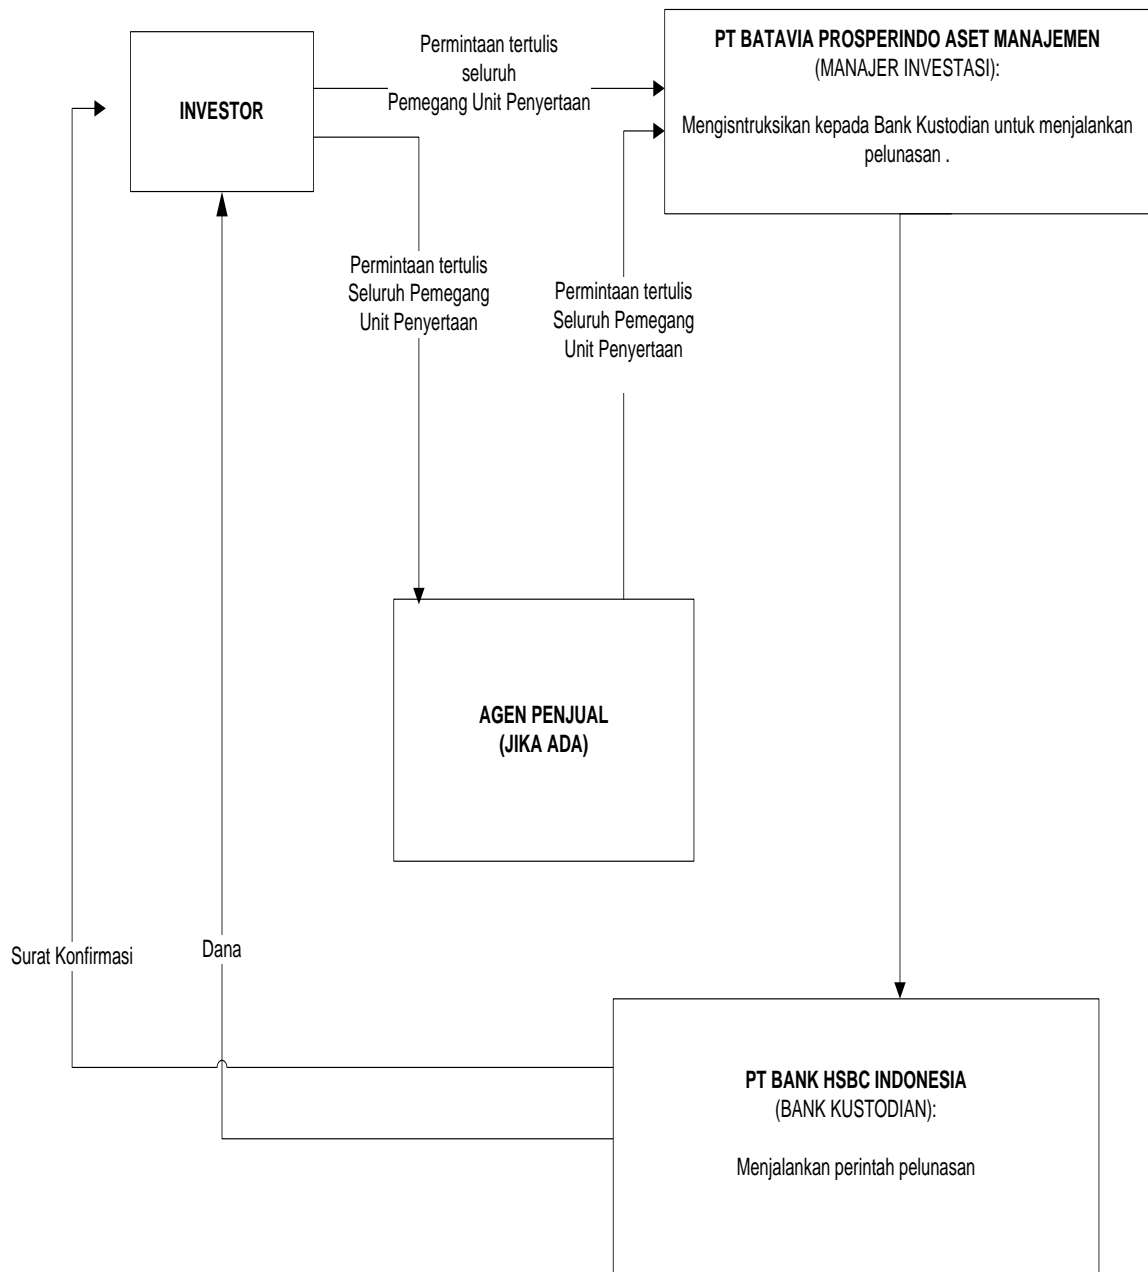 INVESTOR
Permintaan tertulis
seluruh
Pemegang Unit Penyertaan
PT BATAVIA PROSPERINDO ASET MANAJEMEN
(MANAJER INVESTASI):
Mengisntruksikan kepada Bank Kustodian untuk menjalankan
pelunasan .
Permintaan tertulis
Seluruh Pemegang
Unit Penyertaan
Permintaan tertulis
Seluruh Pemegang
Unit Penyertaan
AGEN PENJUAL
(JIKA ADA)
Surat Konfirmasi
Dana
PT BANK HSBC INDONESIA
(BANK KUSTODIAN):
Menjalankan perintah pelunasan